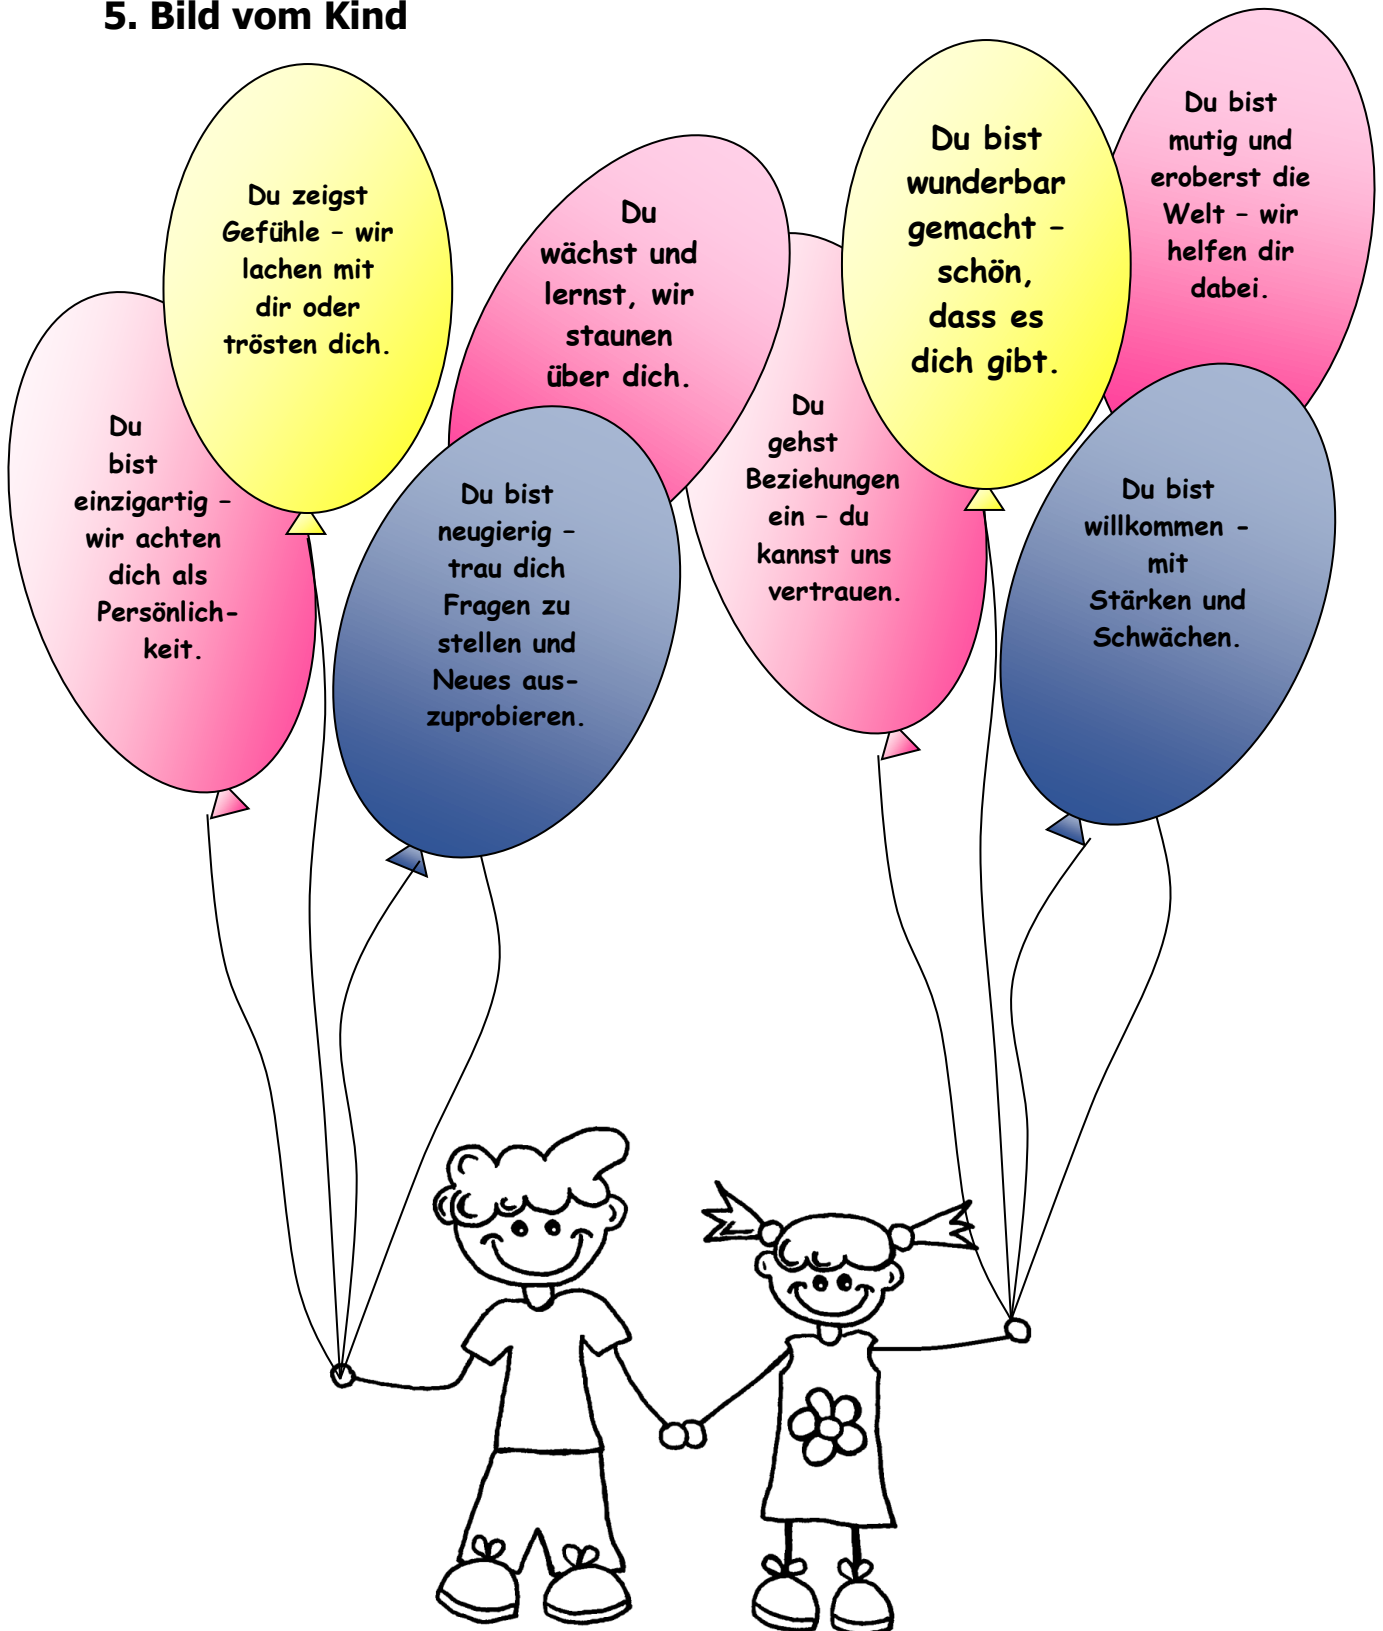 5. Bild vom Kind
Du
bist
einzigartig –
wir achten
dich als
Persönlich-
keit.
Du zeigst
Gefühle – wir
lachen mit
dir oder
trösten dich.
Du bist
neugierig –
trau dich
Fragen zu
stellen und
Neues aus-
zuprobieren.
Du
wächst und
lernst, wir
staunen
über dich.
Du
gehst
Beziehungen
ein – du
kannst uns
vertrauen.
Du bist
wunderbar
gemacht –
schön,
dass es
dich gibt.
Du bist
mutig und
eroberst die
Welt – wir
helfen dir
dabei.
Du bist
willkommen -
mit
Stärken und
Schwächen.